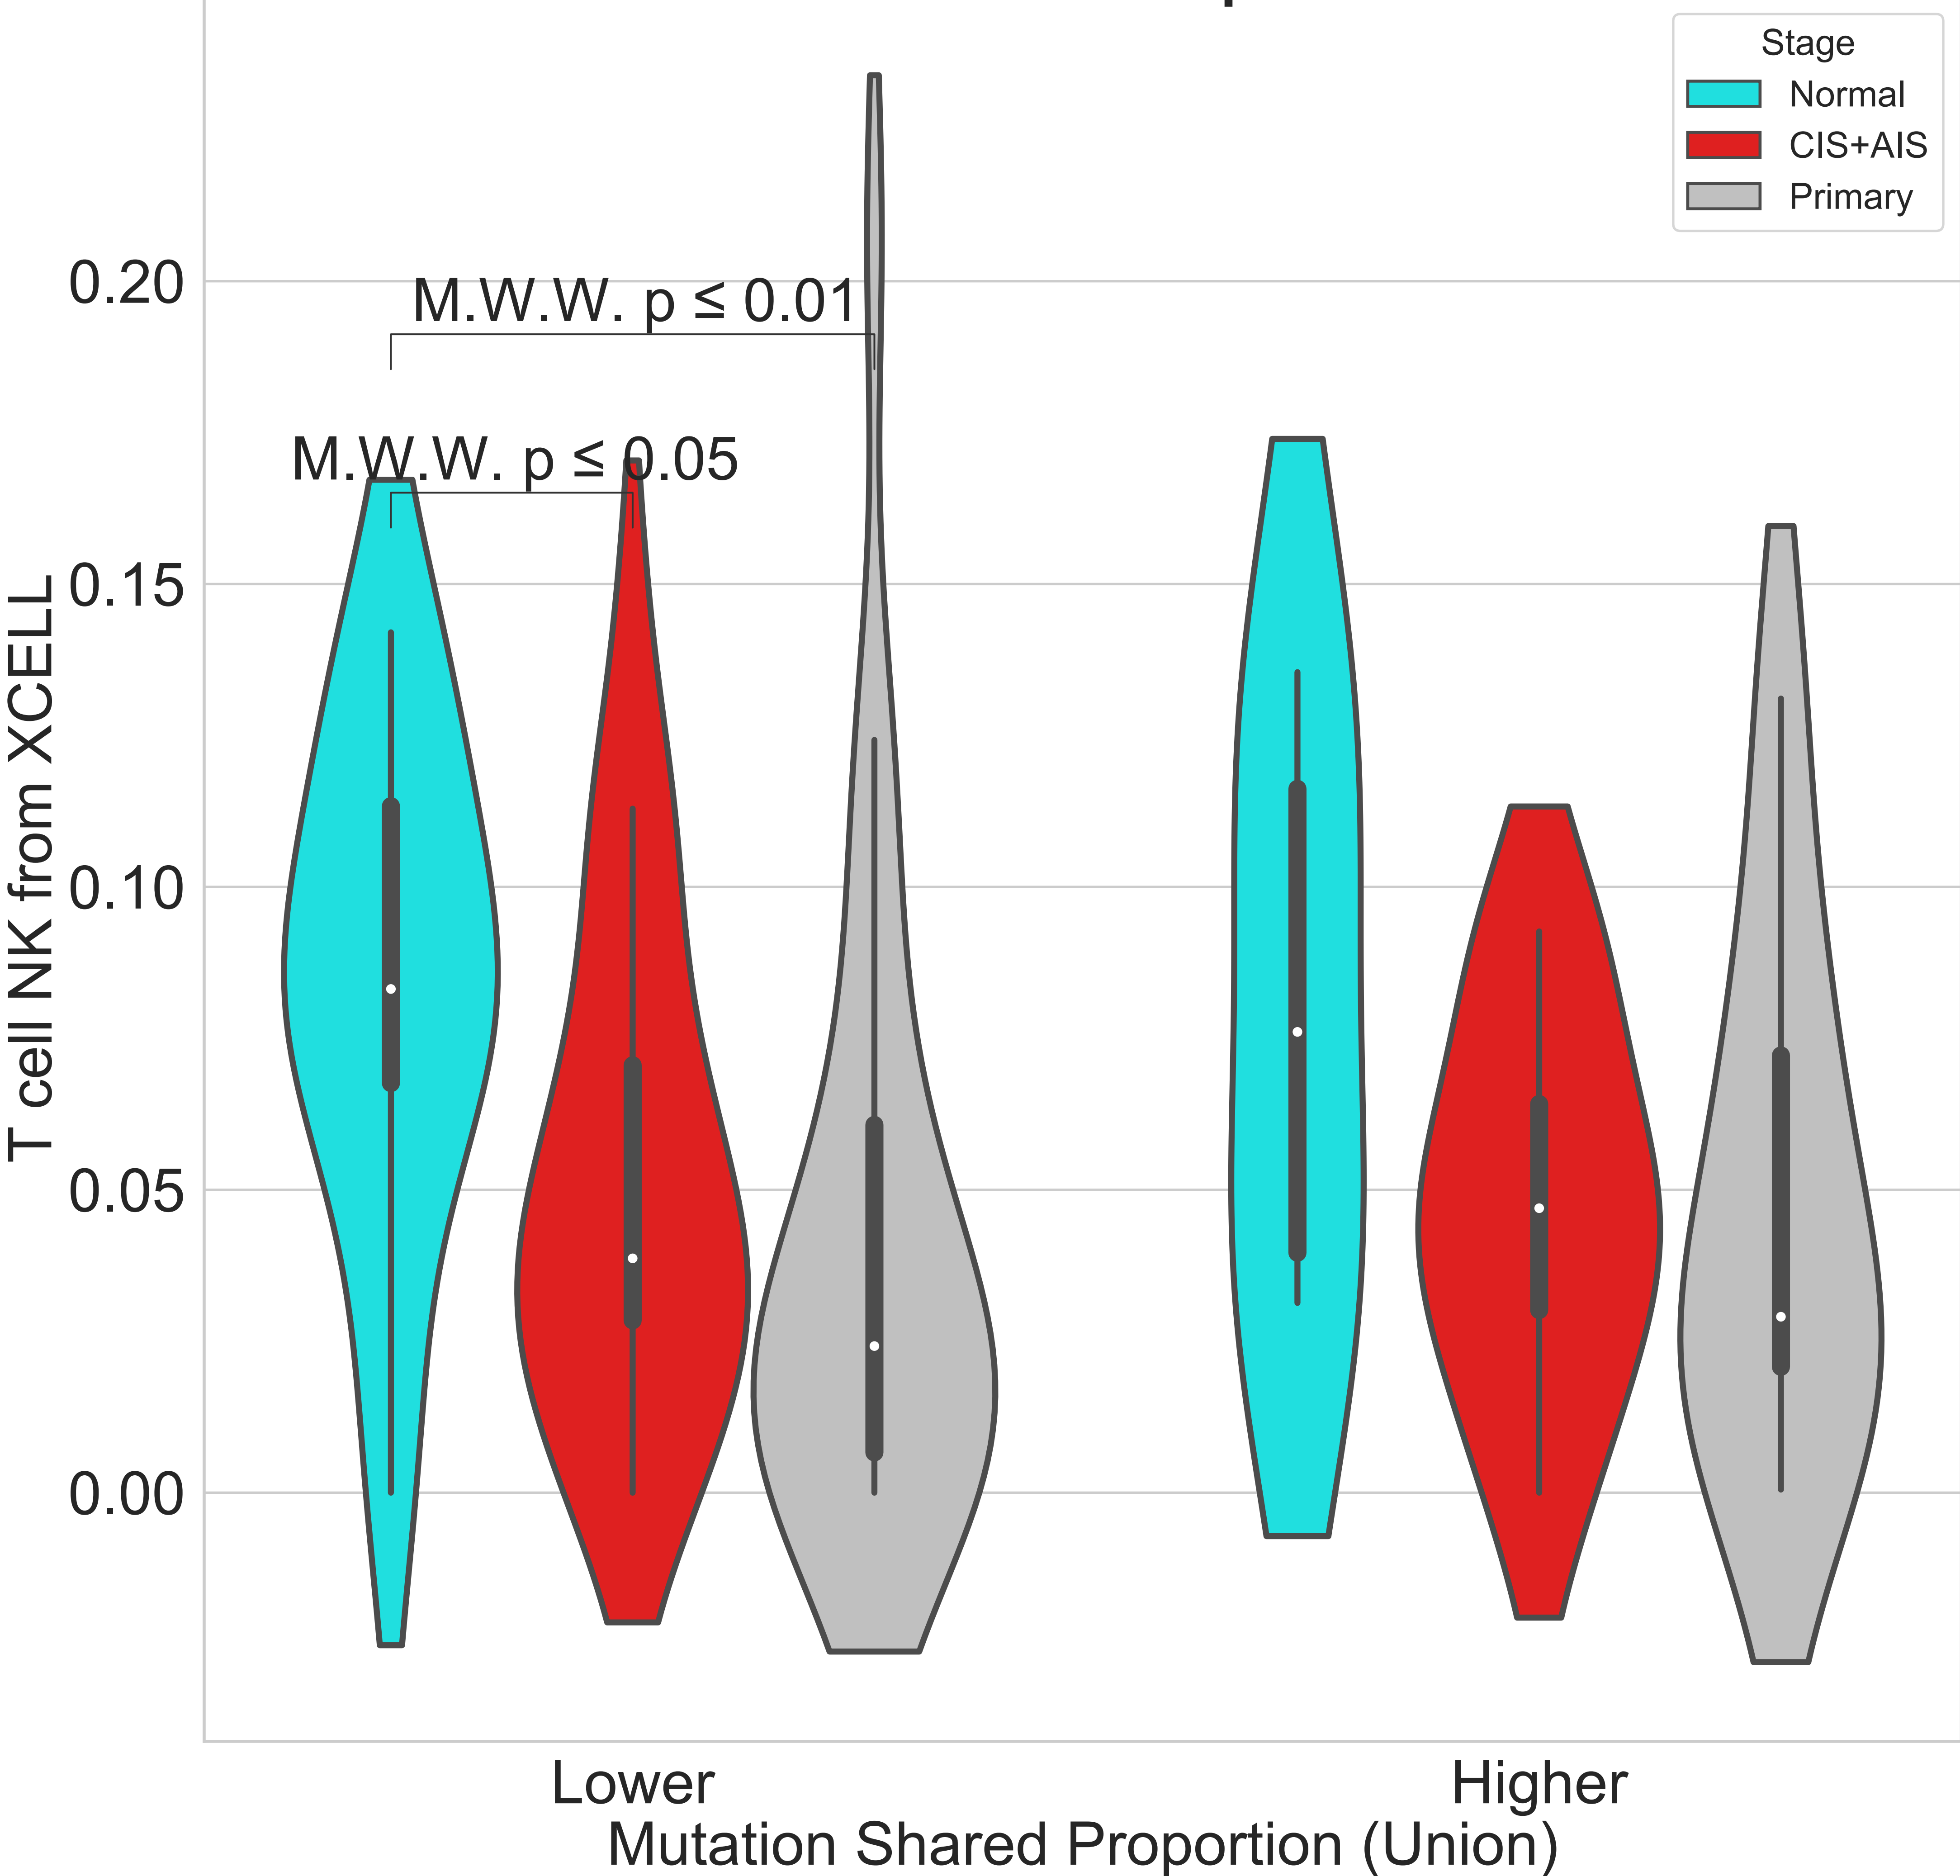 Stage
Normal
CIS+AIS
Primary
M.W.W. p ≤ 0.01
M.W.W. p ≤ 0.05
T cell NK from XCELL
0.20
0.15
0.10
0.05
0.00
Lower
Higher
Mutation Shared Proportion (Union)